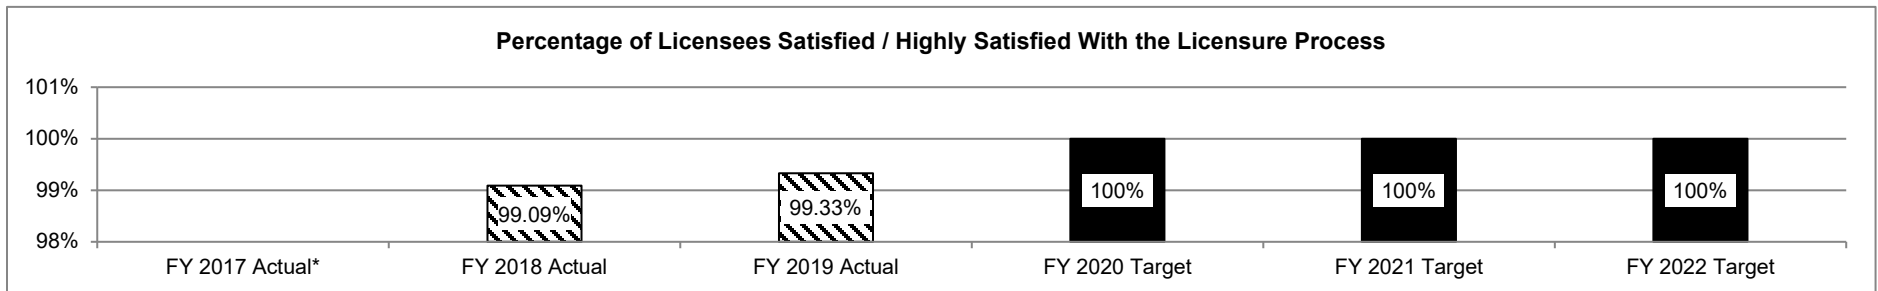 Percentage of Licensees Satisfied / Highly Satisfied With the Licensure Process
101%
100%
99%
98%
99.09%
99.33%
100%
100%
100%
FY 2017 Actual*
FY 2018 Actual
FY 2019 Actual
FY 2020 Target
FY 2021 Target
FY 2022 Target